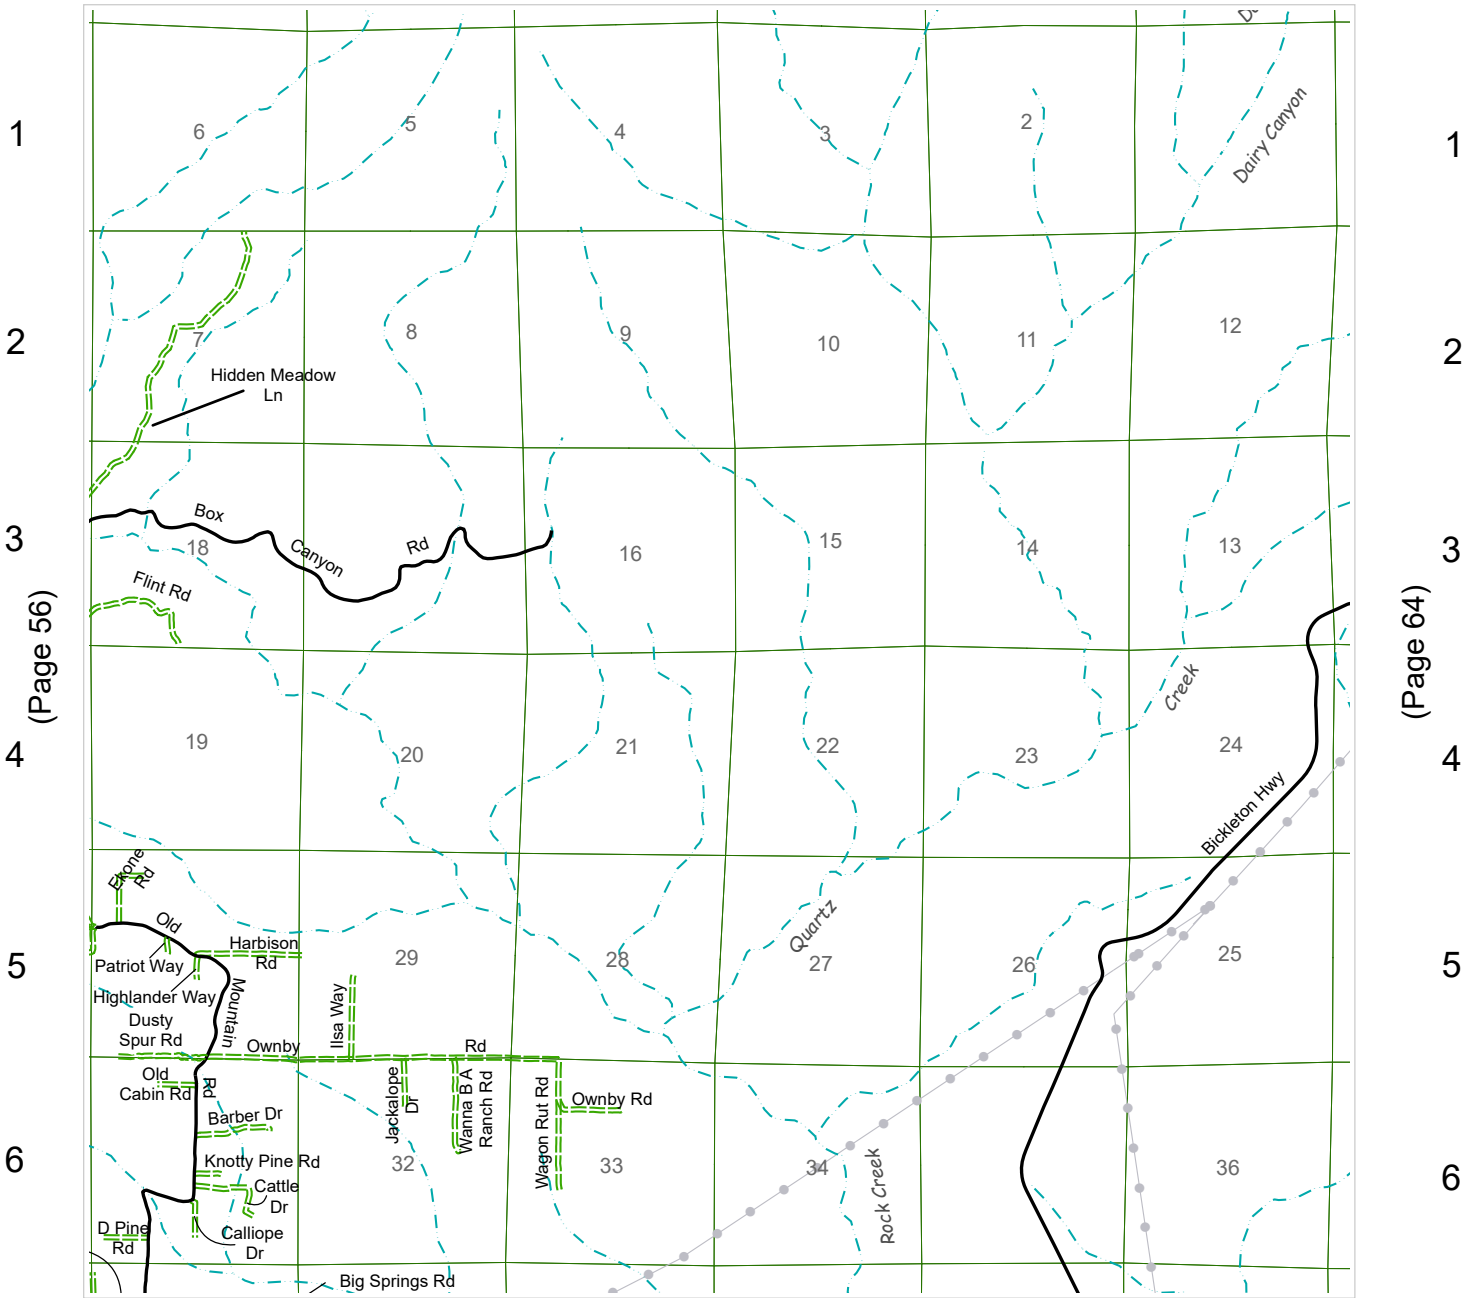 Dairy Canyon
1
6
5
4
3
2
1
2
7
8
9
10
11
12
2
Hidden Meadow
Ln
Box
Canyon
Rd
3
18
16
15
14
13
3
Flint Rd
(Page 56)
(Page 64)
Creek
4
19
20
21
22
23
24
4
Bickleton Hwy
Ekone
Rd
Old
Mountain
Rd
Quartz
Harbison
Rd
Patriot Way
Highlander Way
5
29
28
27
26
25
5
Dusty
Spur Rd
Ilsa Way
Ownby
Rd
Old
Cabin Rd
Jackalope
Dr
Wanna B A
Ranch Rd
Wagon Rut Rd
Ownby Rd
Barber Dr
6
Knotty Pine Rd
32
33
34
36
6
Cattle
Dr
Rock Creek
D Pine
Rd
Calliope
Dr
Big Springs Rd